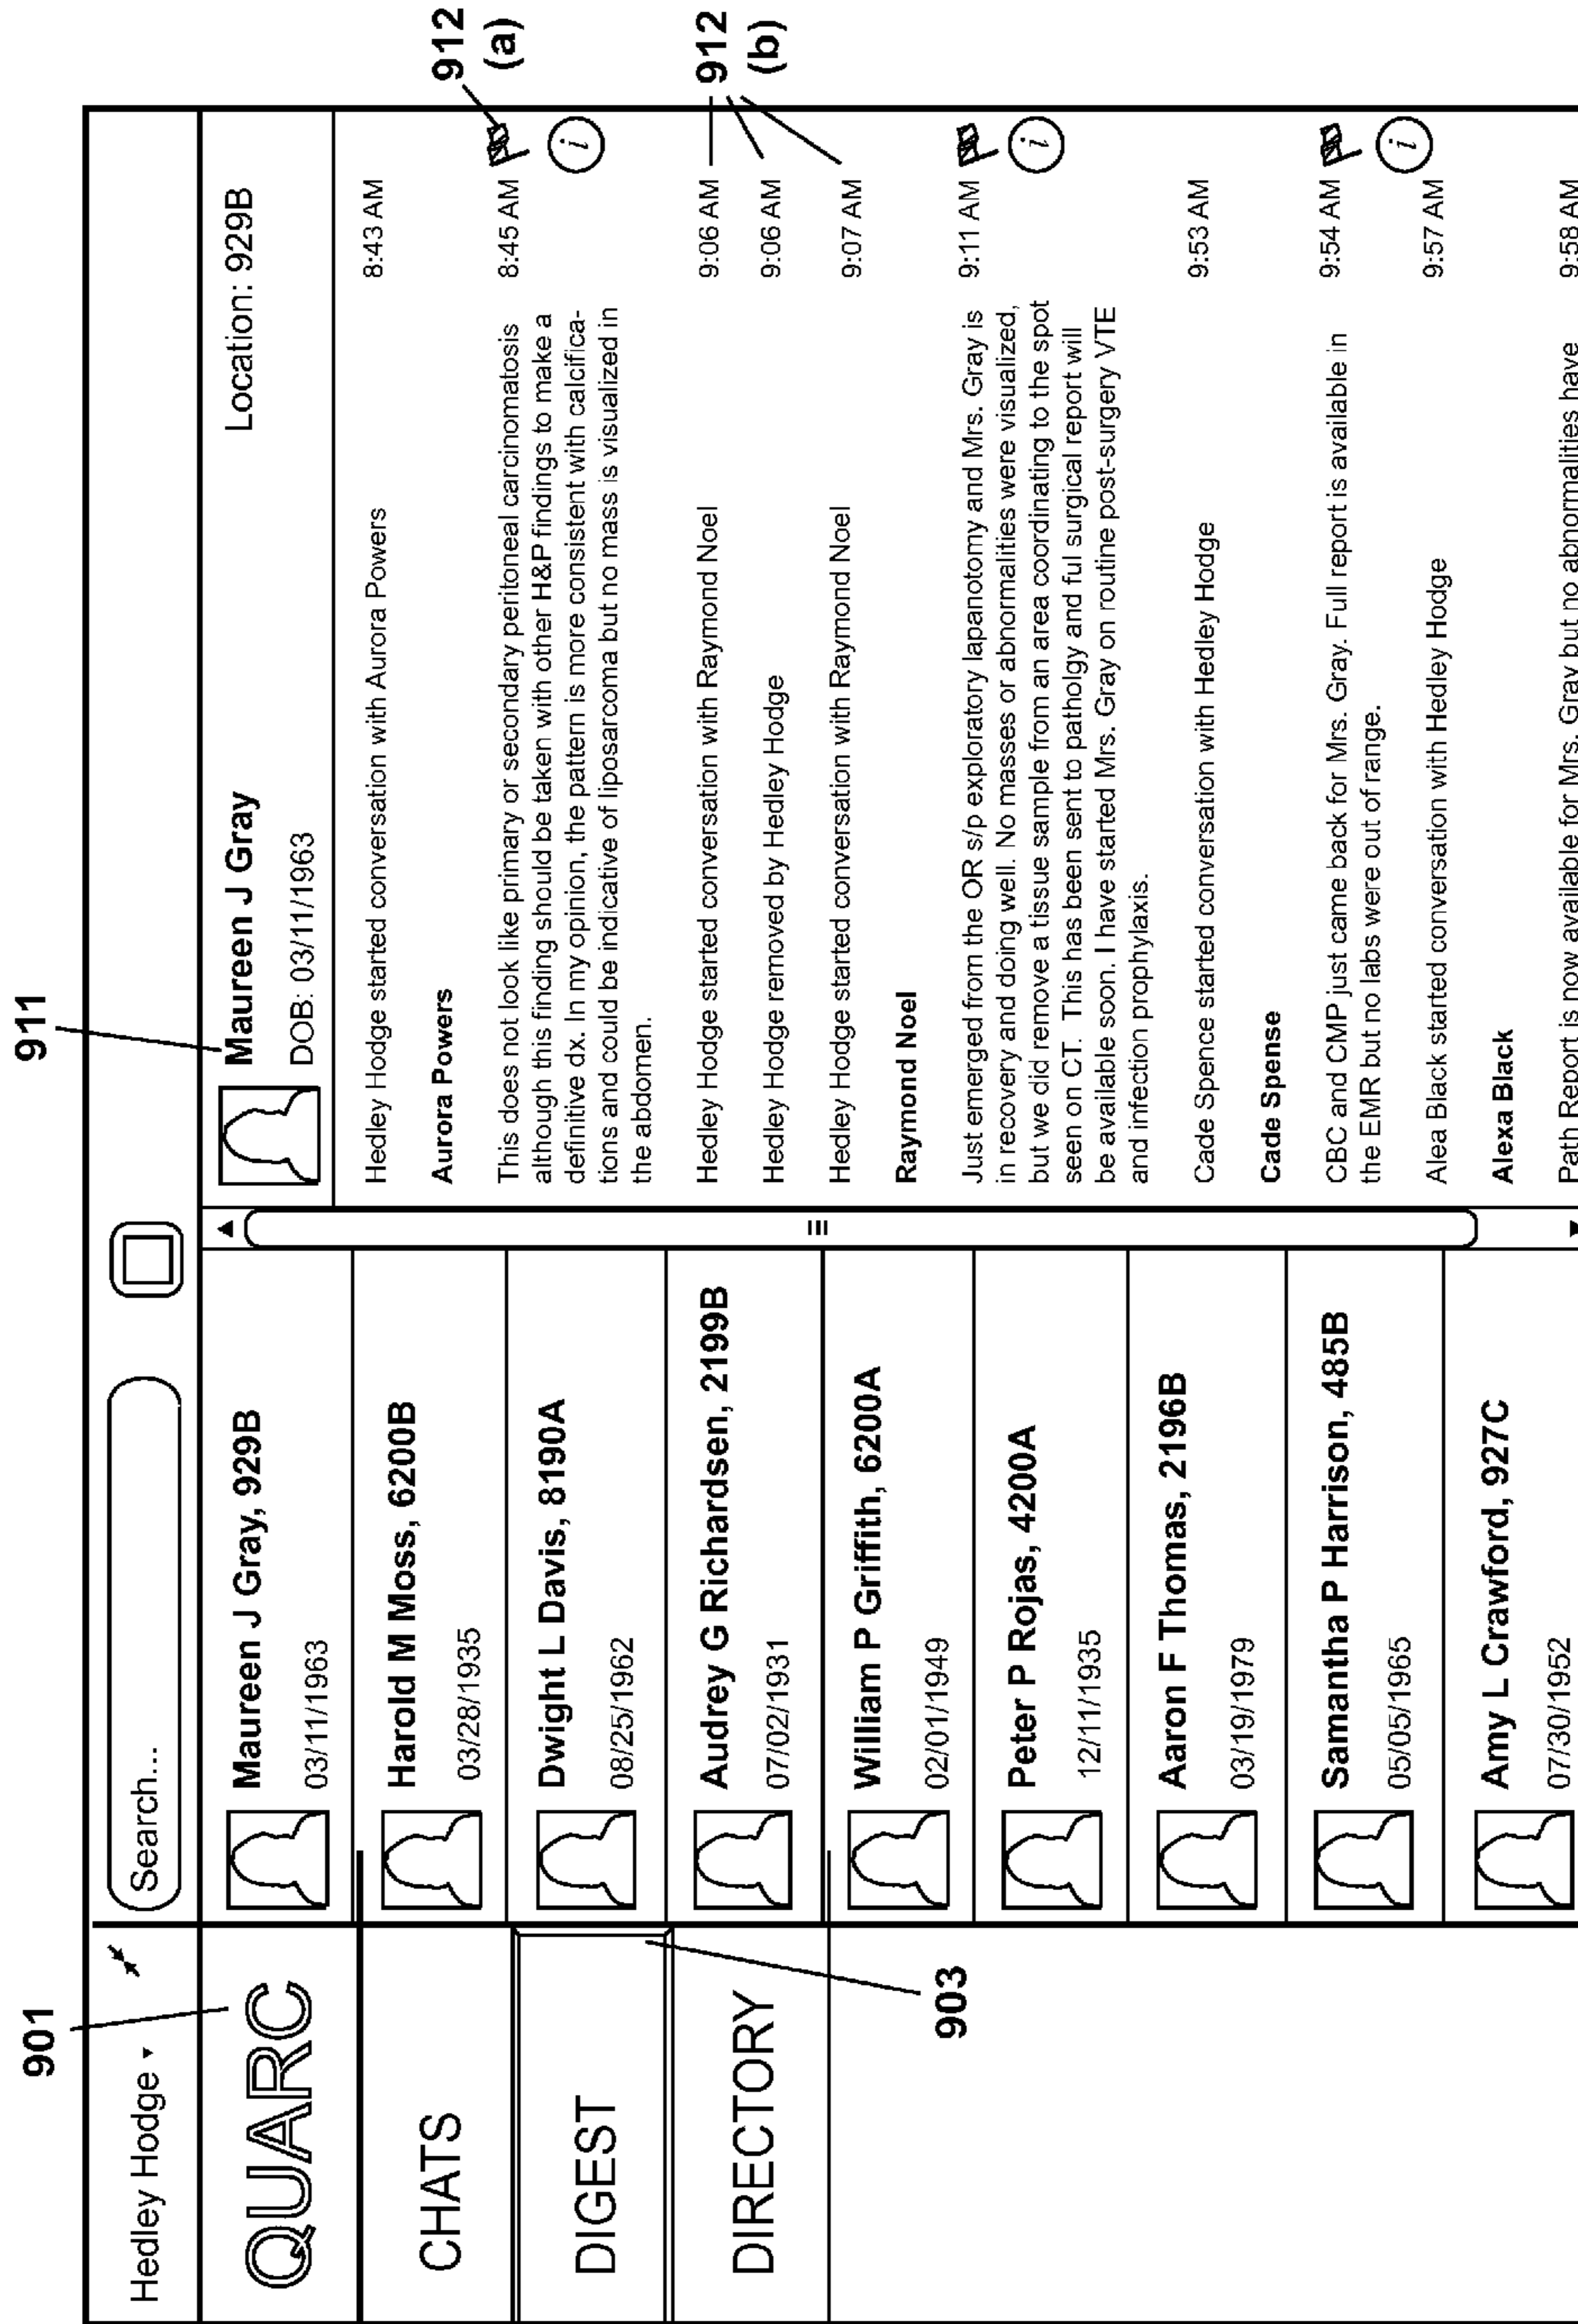 901
911
Hedley Hodge
Search...
QUARC
CHATS
DIGEST
DIRECTORY
903
Maureen J Gray, 929B
03/11/1963
Harold M Moss, 6200B
03/28/1935
Dwight L Davis, 8190A
08/25/1962
Audrey G Richardsen, 2199B
07/02/1931
William P Griffith, 6200A
02/01/1949
Peter P Rojas, 4200A
12/11/1935
Aaron F Thomas, 2196B
03/19/1979
Samantha P Harrison, 485B
05/05/1965
Amy L Crawford, 927C
07/30/1952
Maureen J Gray
Location: 929B
DOB: 03/11/1963
Hedley Hodge started conversation with Aurora Powers 8:43 AM
Aurora Powers
This does not look like primary or secondary peritoneal carcinomatosis 8:45 AM
although this finding should be taken with other H&P findings to make a
definitive dx. In my opinion, the pattern is more consistent with calcifica-
tions and could be indicative of liposarcoma but no mass is visualized in
the abdomen.
i
912
(a)
Hedley Hodge started conversation with Raymond Noel 9:06 AM
Hedley Hodge removed by Hedley Hodge 9:06 AM
Hedley Hodge started conversation with Raymond Noel 9:07 AM
912
(b)
Raymond Noel
Just emerged from the OR s/p exploratory lapanotomy and Mrs. Gray is 9:11 AM
in recovery and doing well. No masses or abnormalities were visualized,
but we did remove a tissue sample from an area coordinating to the spot
seen on CT. This has been sent to patholgy and ful surgical report will
be available soon. I have started Mrs. Gray on routine post-surgery VTE
and infection prophylaxis.
i
Cade Spence started conversation with Hedley Hodge 9:53 AM
Cade Spense
CBC and CMP just came back for Mrs. Gray. Full report is available in 9:54 AM
the EMR but no labs were out of range.
i
Alea Black started conversation with Hedley Hodge 9:57 AM
Alexa Black
Path Report is now available for Mrs. Gray but no abnormalities have 9:58 AM